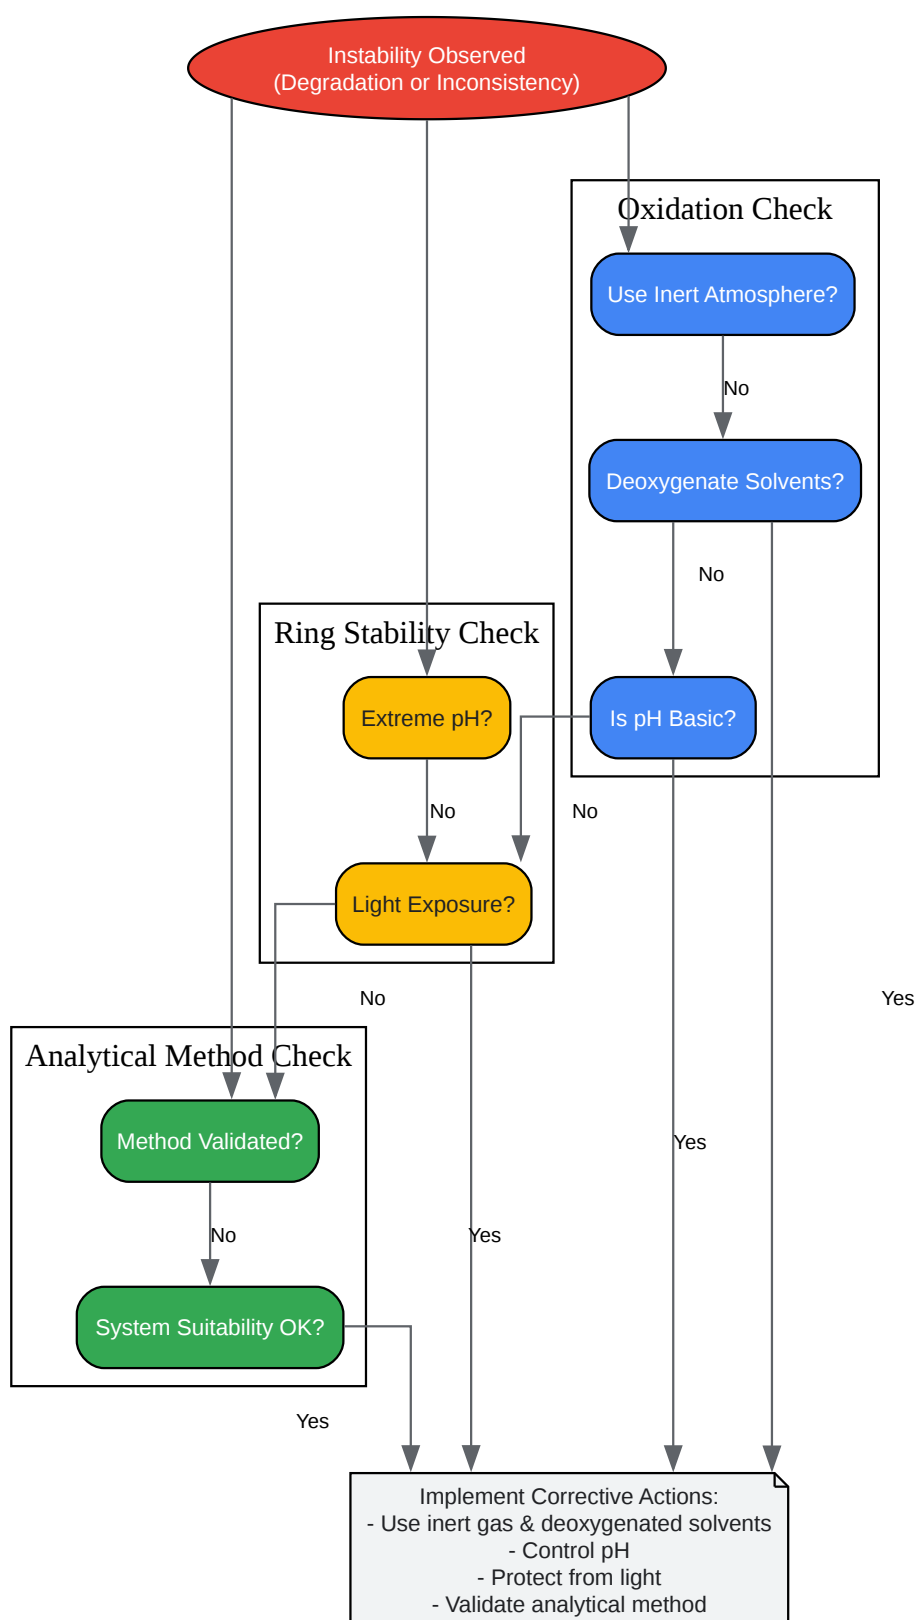 Instability Observed
(Degradation or Inconsistency)
Oxidation Check
Use Inert Atmosphere?
No
Deoxygenate Solvents?
No
Ring Stability Check
Extreme pH?
Is pH Basic?
No
No
Light Exposure?
No
Yes
Analytical Method Check
Method Validated?
Yes
No
Yes
System Suitability OK?
Yes
Implement Corrective Actions:
- Use inert gas & deoxygenated solvents
- Control pH
- Protect from light
- Validate analytical method